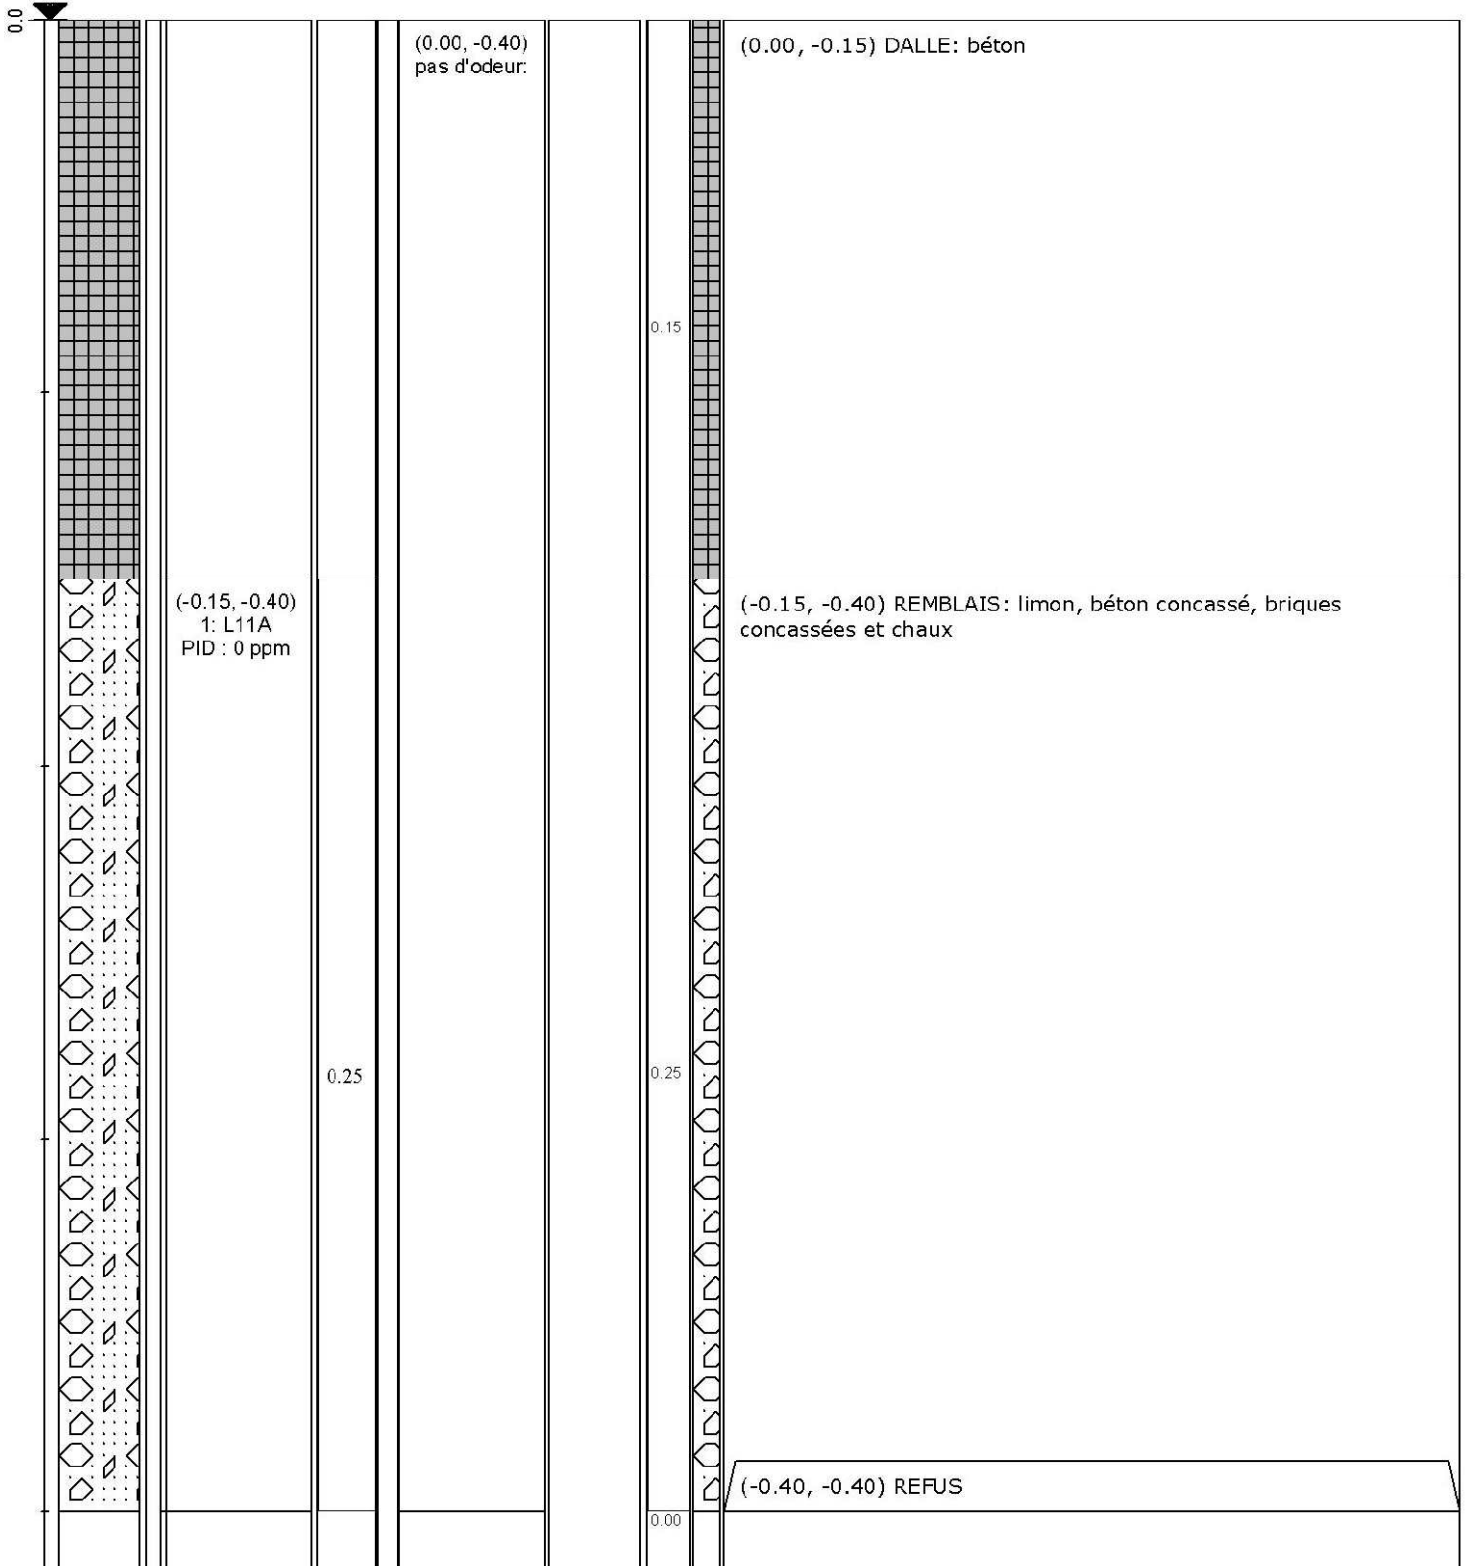 0.0
(0.00, -0.40)
pas d'odeur:
(0.00, -0.15) DALLE: béton
0.15
(-0.15, -0.40)
1: L11A
PID : 0 ppm
(-0.15, -0.40) REMBLAIS: limon, béton concassé, briques
concassées et chaux
0.25
0.25
(-0.40, -0.40) REFUS
0.00